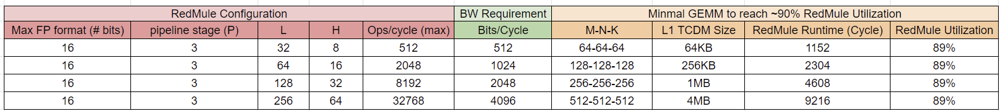 RedMule Configuration BW Requirement Minmal GEMM to reach ~90% RedMule Utilization
Max FP format (# bits) pipeline stage (P) L H Ops/cycle (max) Bits/Cycle M-N-K L1 TCDM Size RedMule Runtime (Cycle) RedMule Utilization
16 3 32 8 512 512 64-64-64 64KB 1152 89%
16 3 64 16 2048 1024 128-128-128 256KB 2304 89%
16 3 128 32 8192 2048 256-256-256 1MB 4608 89%
16 3 256 64 32768 4096 512-512-512 4MB 9216 89%